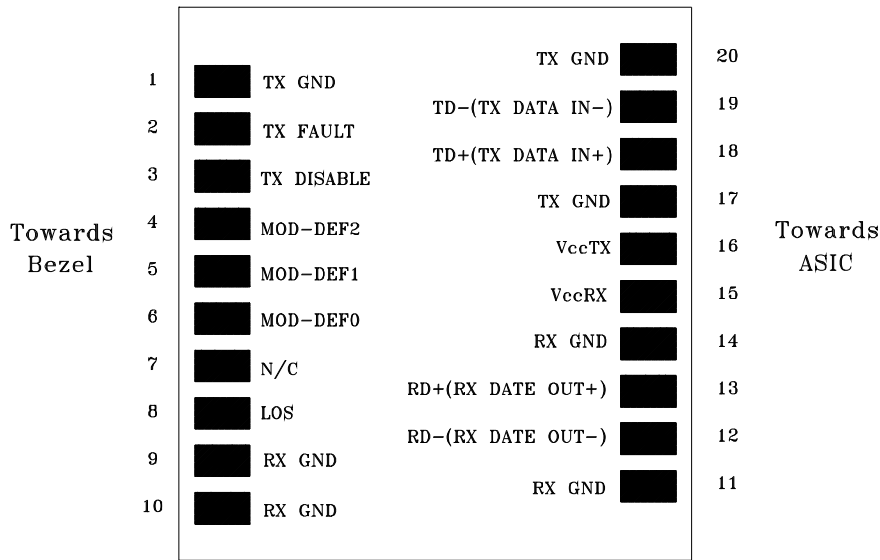 Towards
Bezel
1 TX GND
2 TX FAULT
3 TX DISABLE
4 MOD-DEF2
5 MOD-DEF1
6 MOD-DEF0
7 N/C
8 LOS
9 RX GND
10 RX GND
TX GND 20
TD-(TX DATA IN-) 19
TD+(TX DATA IN+) 18
TX GND 17
VccTX 16
VccRX 15
RX GND 14
RD+(RX DATE OUT+) 13
RD-(RX DATE OUT-) 12
RX GND 11
Towards
ASIC